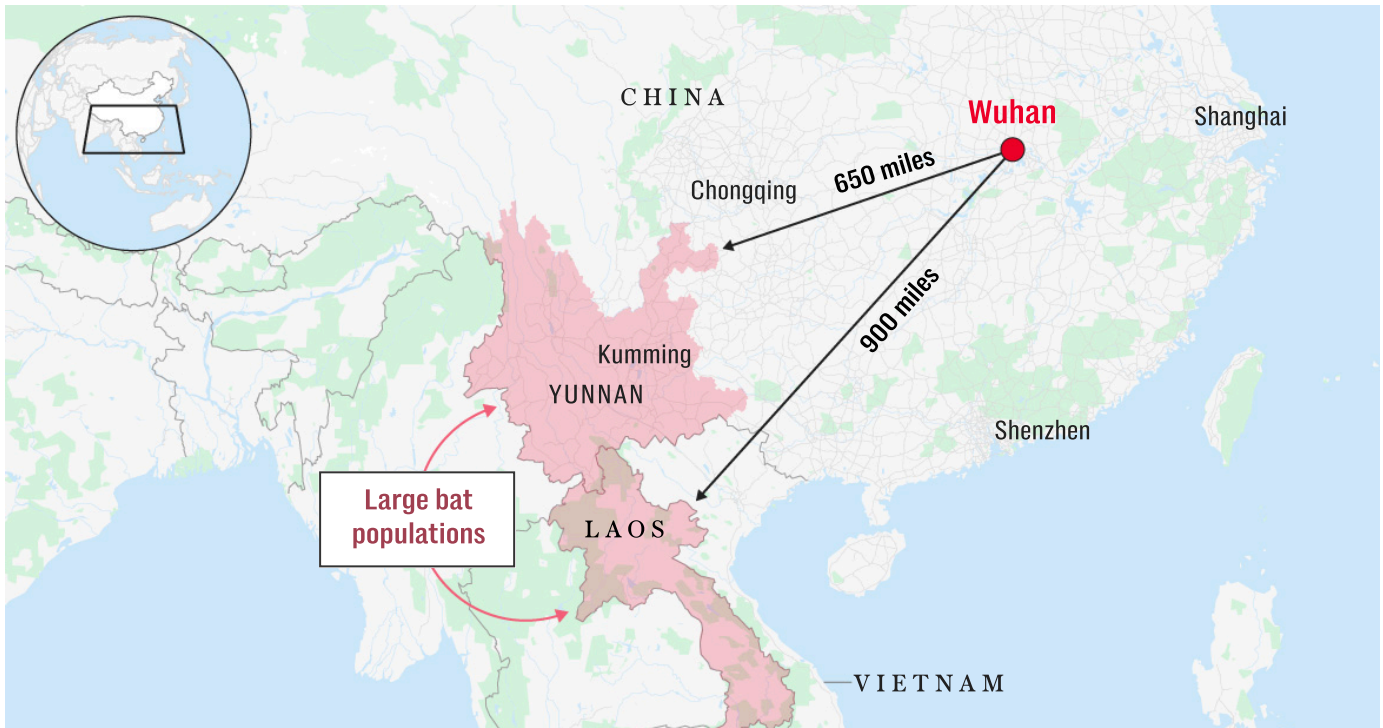 CHINA
Wuhan
Shanghai
650 miles
Chongqing
900 miles
Kumming
YUNNAN
Shenzhen
Large bat
populations
LAOS
VIETNAM